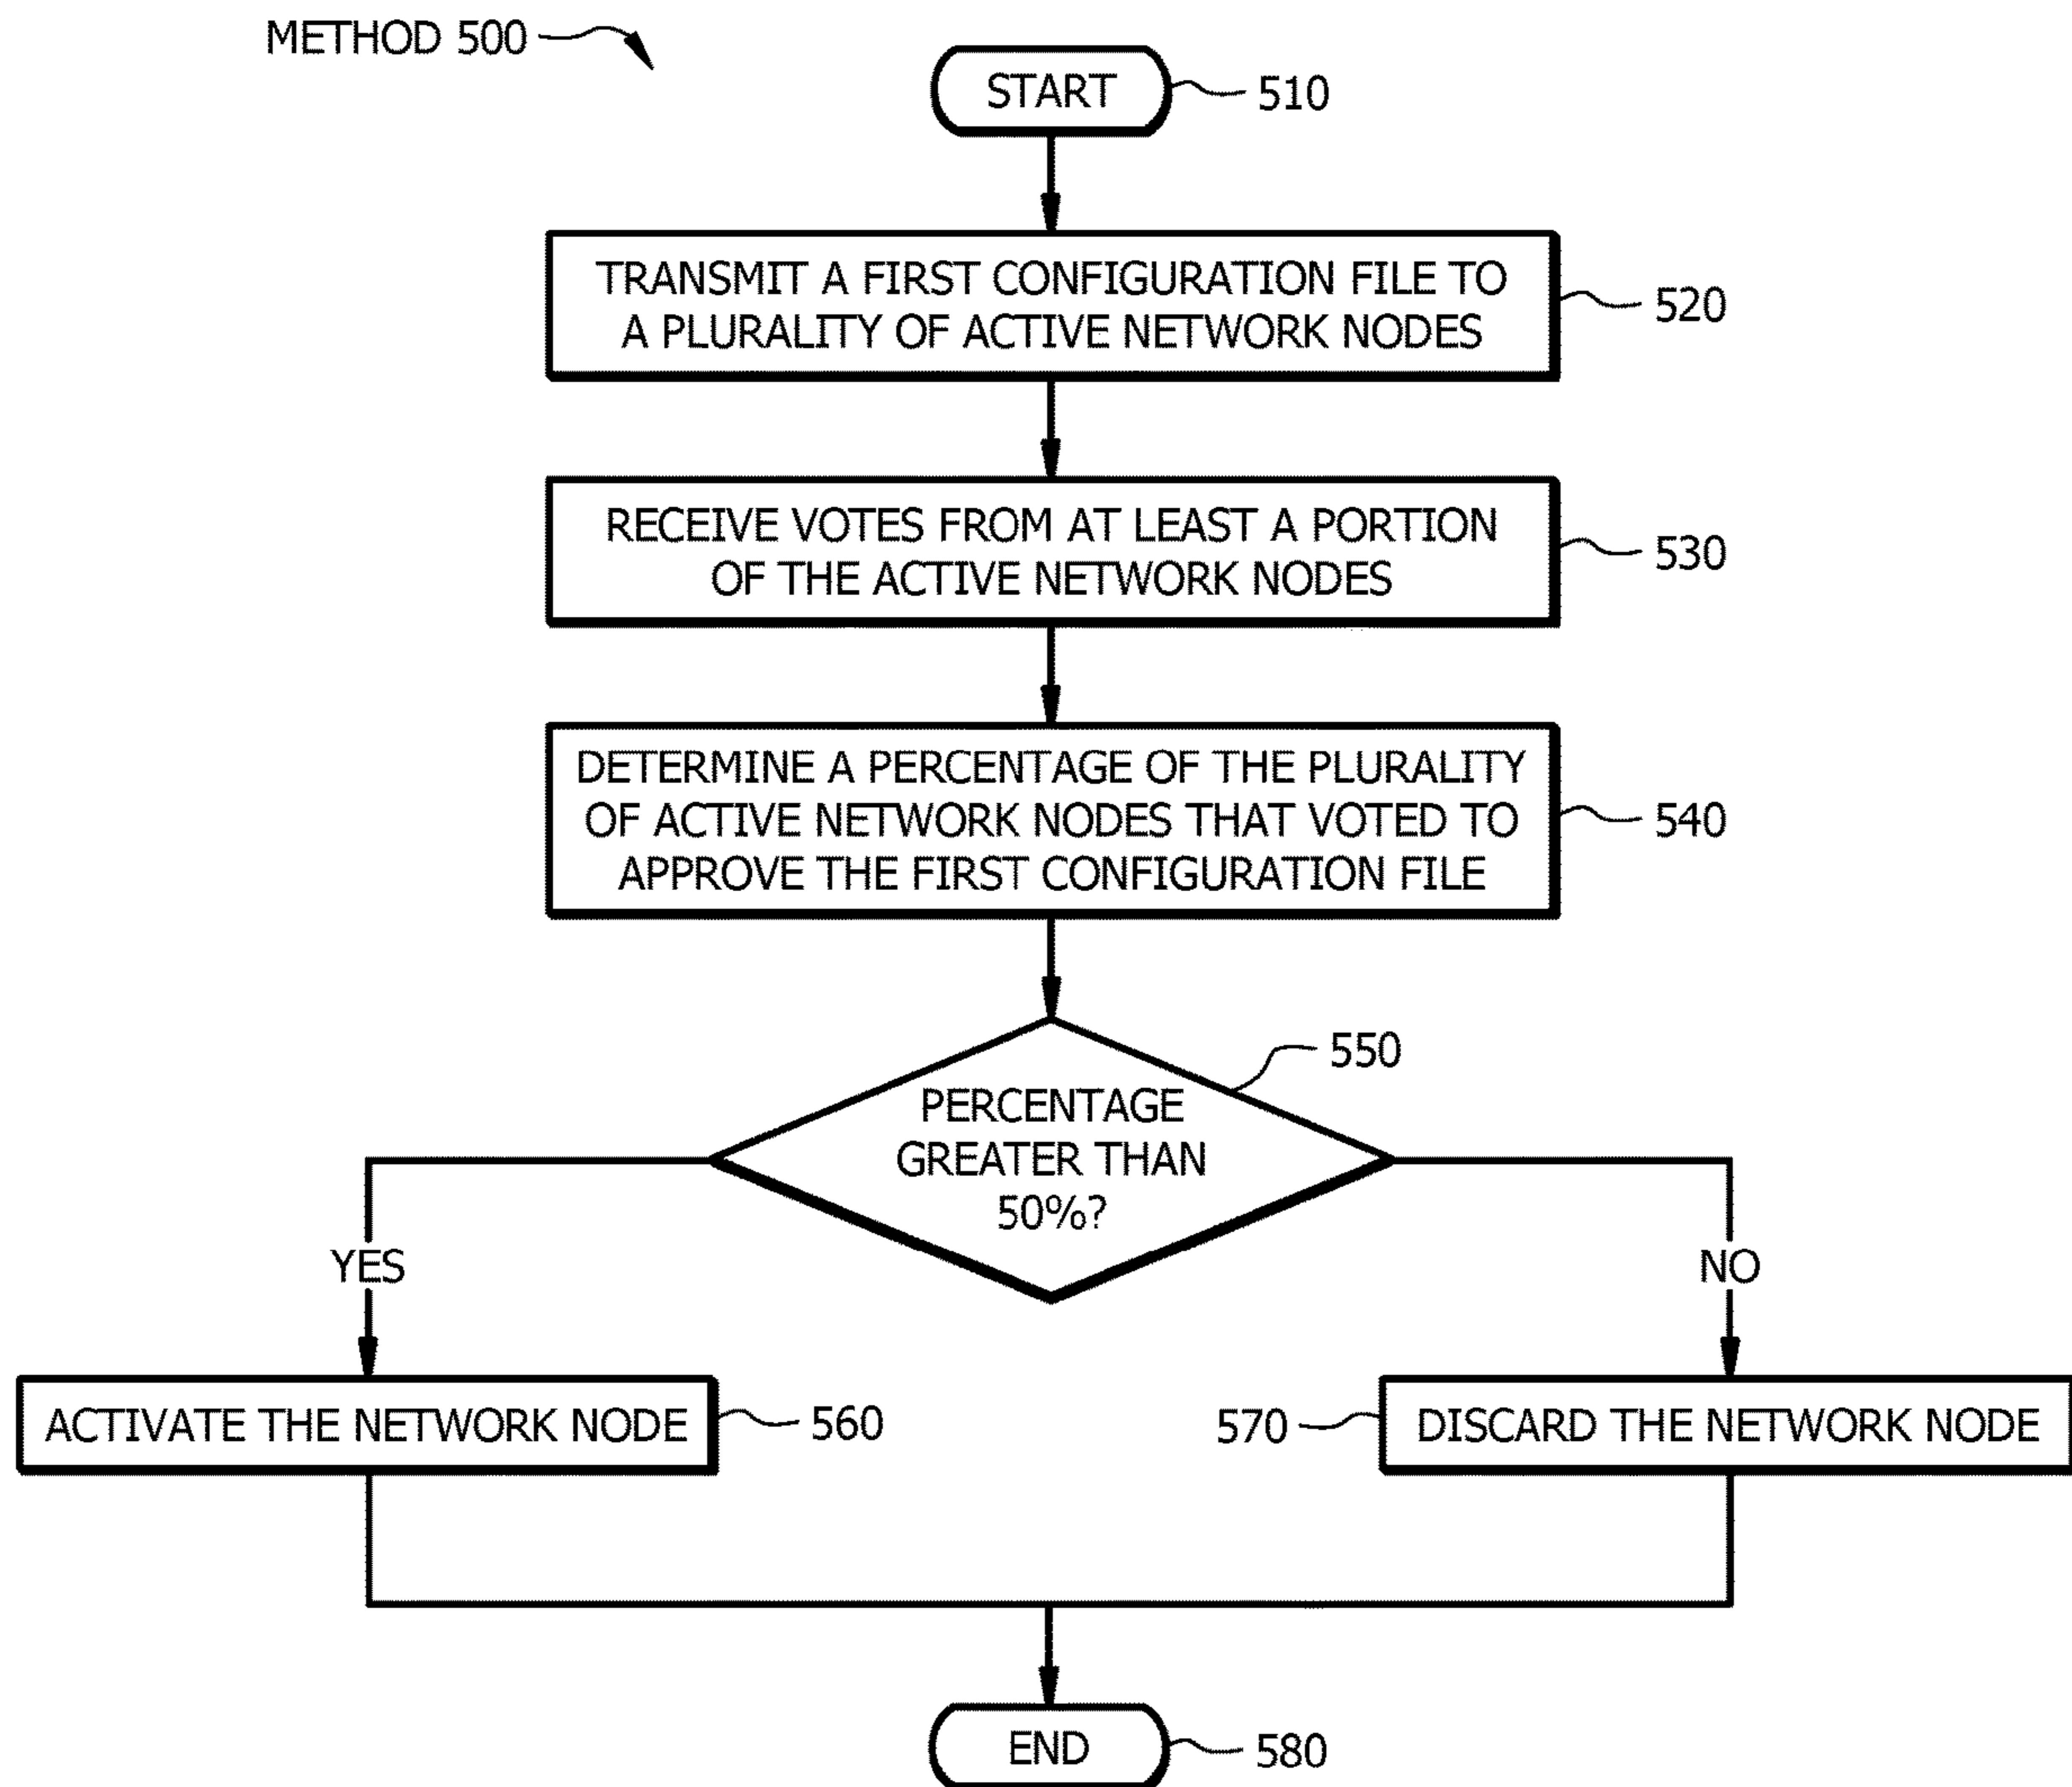 METHOD 500
START
510
TRANSMIT A FIRST CONFIGURATION FILE TO
A PLURALITY OF ACTIVE NETWORK NODES
520
RECEIVE VOTES FROM AT LEAST A PORTION
OF THE ACTIVE NETWORK NODES
530
DETERMINE A PERCENTAGE OF THE PLURALITY
OF ACTIVE NETWORK NODES THAT VOTED TO
APPROVE THE FIRST CONFIGURATION FILE
540
550
PERCENTAGE
GREATER THAN
50%?
YES
NO
ACTIVATE THE NETWORK NODE
560
570
DISCARD THE NETWORK NODE
END
580